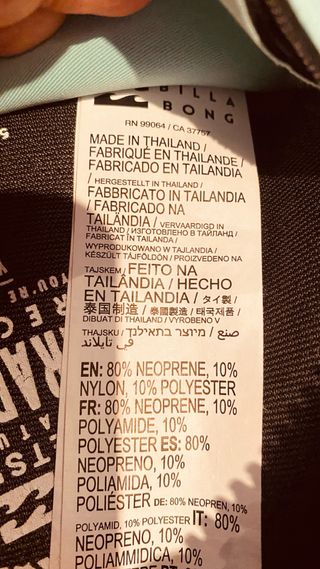 BILLA
BONG
RN 99064 / CA 37757
MADE IN THAILAND /
FABRIQUÉ EN THAILANDE /
FABRICADO EN TAILANDIA
/ HERGESTELLT IN THAILAND /
FABBRICATO IN TAILANDIA
/ FABRICADO NA
TAILÂNDIA / VERVAARDIGD IN
THAILAND / ИЗГОТОВЛЕНО В ТАЙЛАНД /
FABRICAT ÎN TAILANDA /
WYPRODUKOWANO W TAJLANDIA /
KÉSZÜLT TÁJFÖLDÖN / PROIZVEDENO NA
TAJSKEM / FEITO NA
TAILÂNDIA / HECHO
EN TAILANDIA / タイ製 /
泰国制造 / 泰國製造 / 태국제품 /
DIBUAT DI THAILAND / VYROBENO V
THAJSKU / מיוצר בתאילנד / صنع
في تايلاند
EN: 80% NEOPRENE, 10%
NYLON, 10% POLYESTER
FR: 80% NEOPRENE, 10%
POLYAMIDE, 10%
POLYESTER ES: 80%
NEOPRENO, 10%
POLIAMIDA, 10%
POLIÉSTER DE: 80% NEOPREN, 10%
POLYAMID, 10% POLYESTER IT: 80%
NEOPRENO, 10%
POLIAMMIDICA, 10%